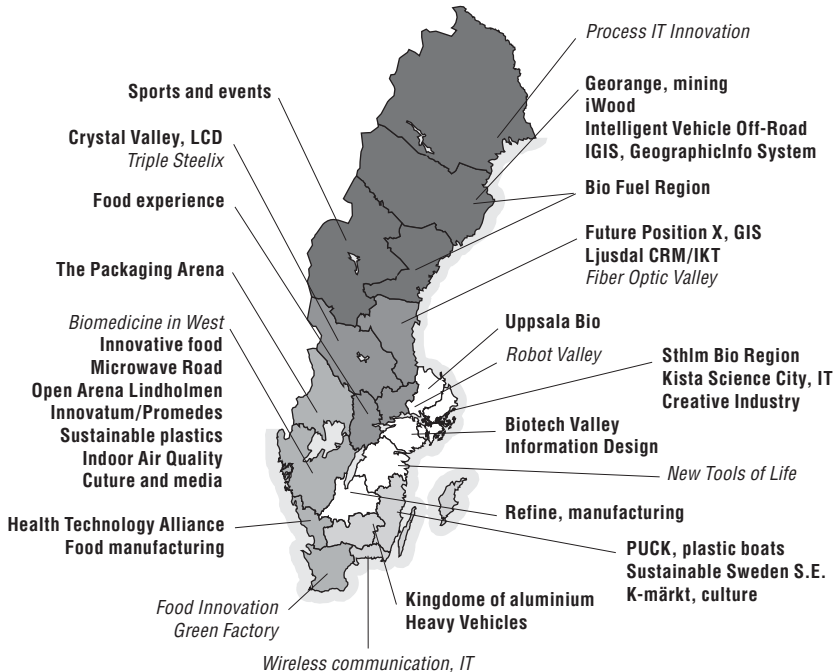 Process IT Innovation
Sports and events
Georange, mining
iWood
Intelligent Vehicle Off-Road
IGIS, GeographicInfo System
Crystal Valley, LCD
Triple Steelix
Bio Fuel Region
Food experience
Future Position X, GIS
Ljusdal CRM/IKT
Fiber Optic Valley
The Packaging Arena
Biomedicine in West
Innovative food
Microwave Road
Open Arena Lindholmen
Innovatum/Promedes
Sustainable plastics
Indoor Air Quality
Cuture and media
Uppsala Bio
Robot Valley
Sthlm Bio Region
Kista Science City, IT
Creative Industry
Biotech Valley
Information Design
New Tools of Life
Refine, manufacturing
Health Technology Alliance
Food manufacturing
PUCK, plastic boats
Sustainable Sweden S.E.
K-märkt, culture
Food Innovation
Green Factory
Kingdome of aluminium
Heavy Vehicles
Wireless communication, IT